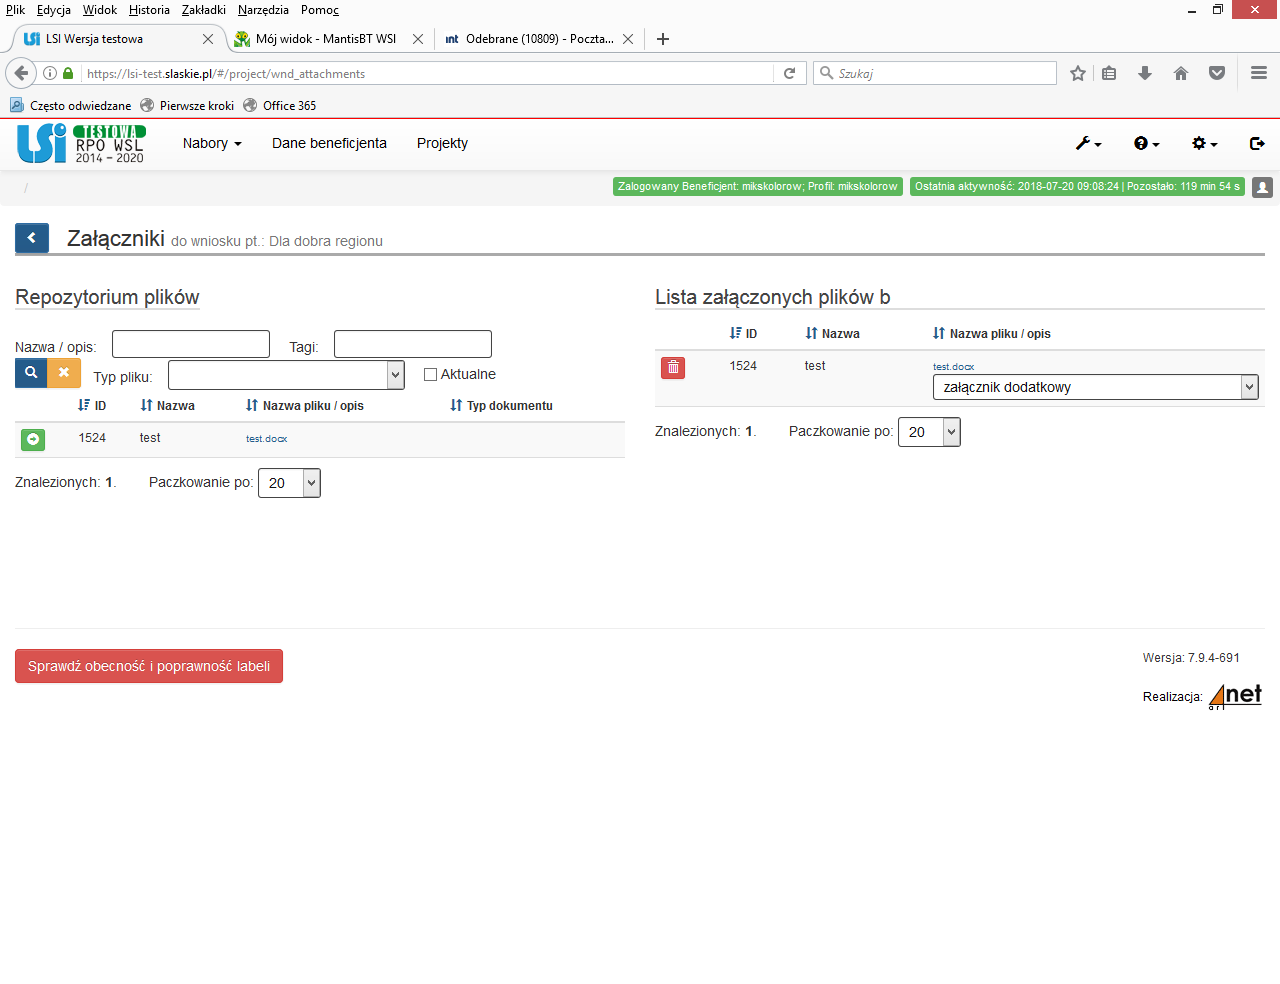 Plik Edycja Widok Historia Zakładki Narzędzia Pomoc
LSI Wersja testowa
Mój widok - MantisBT WSI
int Odebrane (10809) - Poczta...
https://lsi-test.slaskie.pl/#/project/wnd_attachments
Szukaj
Często odwiedzane Pierwsze kroki Office 365
LSi TESTOWA
RPO WSL
2014 – 2020
Nabory Dane beneficjenta Projekty
/
Zalogowany Beneficjent: mikskolorow; Profil: mikskolorow
Ostatnia aktywność: 2018-07-20 09:08:24 | Pozostało: 119 min 54 s
Załączniki do wniosku pt.: Dla dobra regionu
Repozytorium plików
Nazwa / opis: Tagi:
Typ pliku: Aktualne
ID Nazwa Nazwa pliku / opis Typ dokumentu
1524 test test.docx
Znalezionych: 1. Paczkowanie po: 20
Lista załączonych plików b
ID Nazwa Nazwa pliku / opis
1524 test test.docx
załącznik dodatkowy
Znalezionych: 1. Paczkowanie po: 20
Sprawdź obecność i poprawność labeli
Wersja: 7.9.4-691
Realizacja: 4net
art